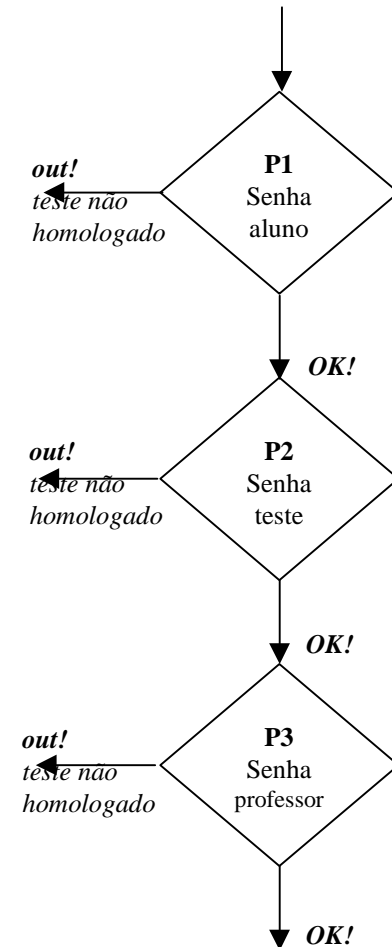 P1
Senha
aluno
out!
teste não
homologado
OK!
P2
Senha
teste
out!
teste não
homologado
OK!
P3
Senha
professor
out!
teste não
homologado
OK!